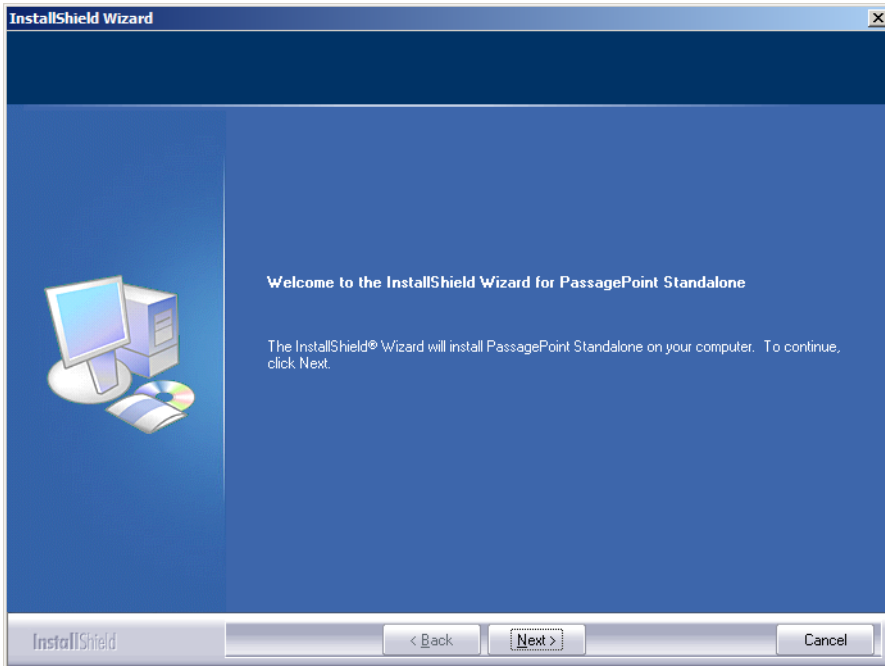 InstallShield Wizard
Welcome to the InstallShield Wizard for PassagePoint Standalone
The InstallShield® Wizard will install PassagePoint Standalone on your computer. To continue,
click Next.
InstallShield
< Back
Next >
Cancel